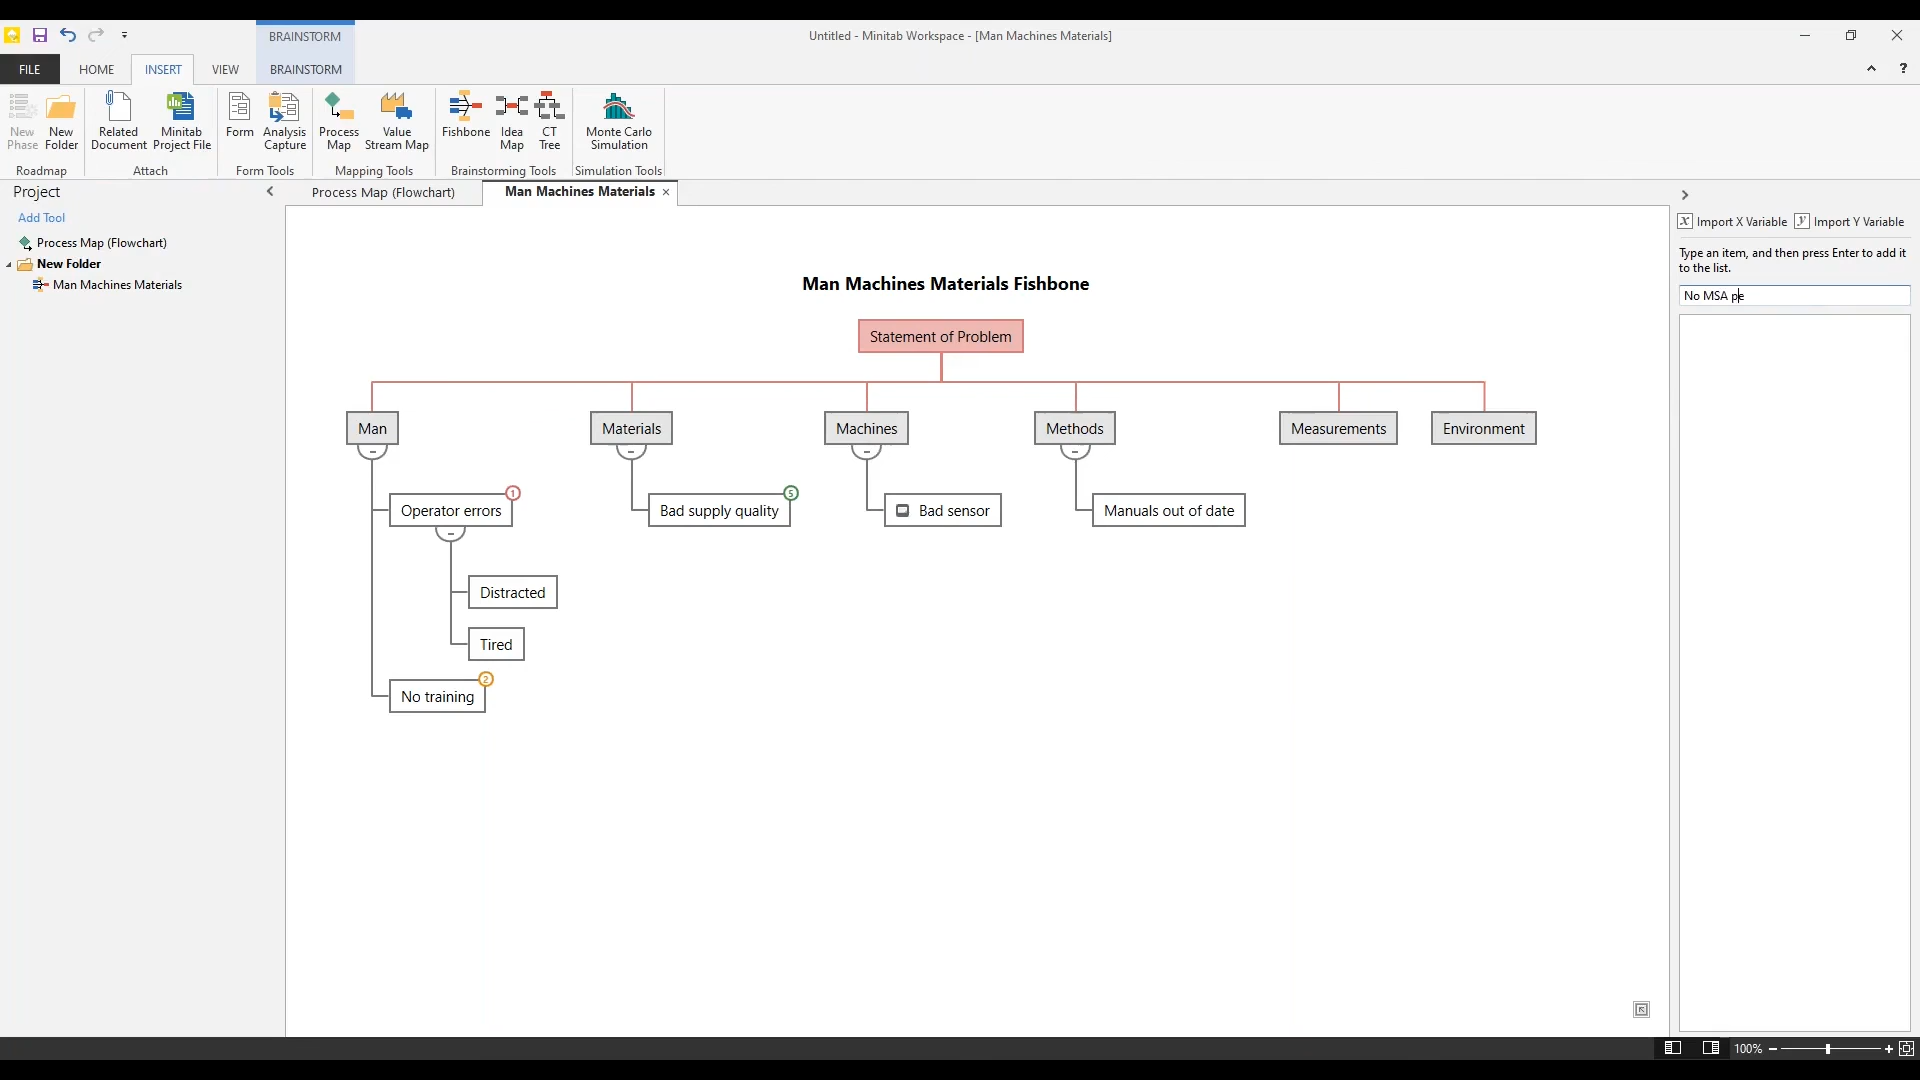 BRAINSTORM
Untitled - Minitab Workspace - [Man Machines Materials]
FILE
HOME
INSERT
VIEW
BRAINSTORM
?
New Phase
New Folder
Related Document
Minitab Project File
Form
Analysis Capture
Process Map
Value Stream Map
Fishbone
Idea Map
CT Tree
Monte Carlo Simulation
Roadmap
Attach
Form Tools
Mapping Tools
Brainstorming Tools
Simulation Tools
Project
Add Tool
Process Map (Flowchart)
New Folder
Man Machines Materials
Process Map (Flowchart)
Man Machines Materials
Man Machines Materials Fishbone
Statement of Problem
Man
Materials
Machines
Methods
Measurements
Environment
1
5
Operator errors
Bad supply quality
Bad sensor
Manuals out of date
Distracted
Tired
2
No training
x Import X Variable
y Import Y Variable
Type an item, and then press Enter to add it
to the list.
No MSA pe
100%